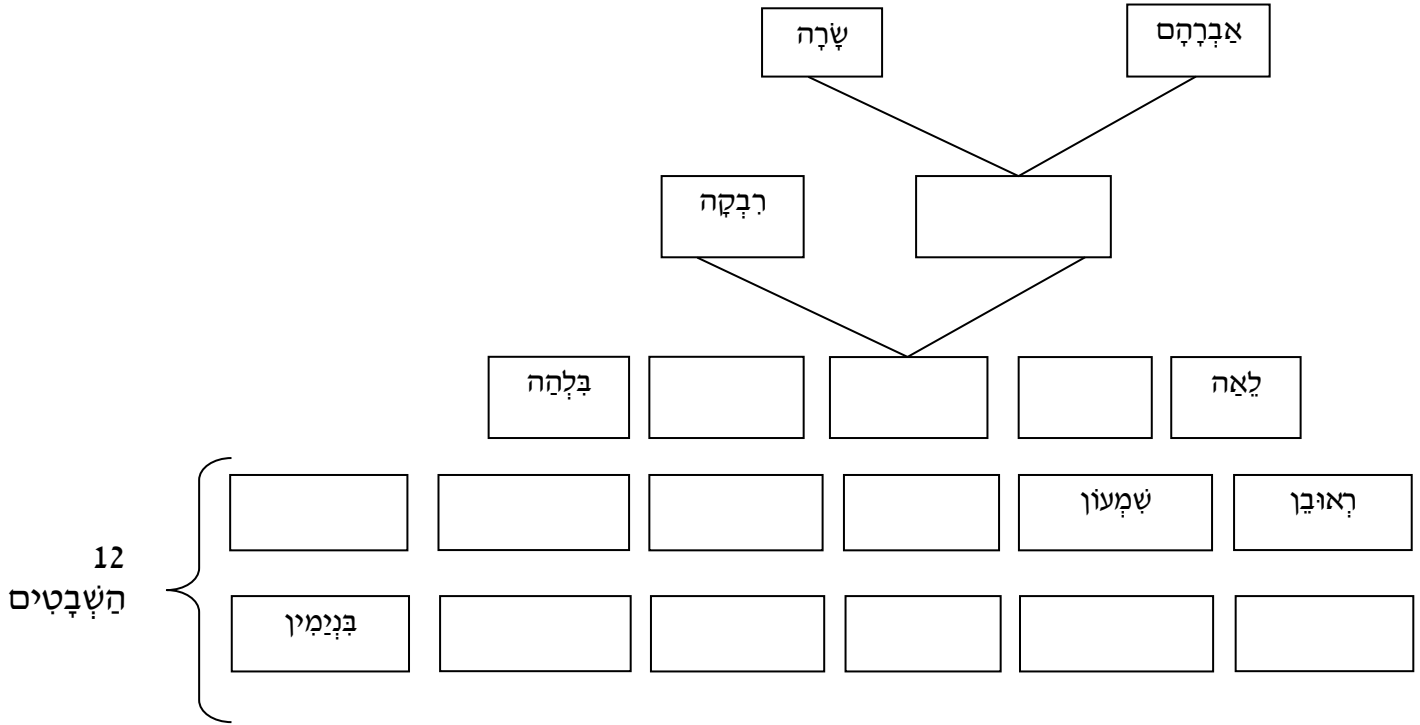 אַבְרָהָם
שָׂרָה
רִבְקָה
לֵאַה
בִּלְהַה
רְאוּבֵן
שִׁמְעוֹן
12
הַשְּׁבָטִים
בִּנְיַמִין